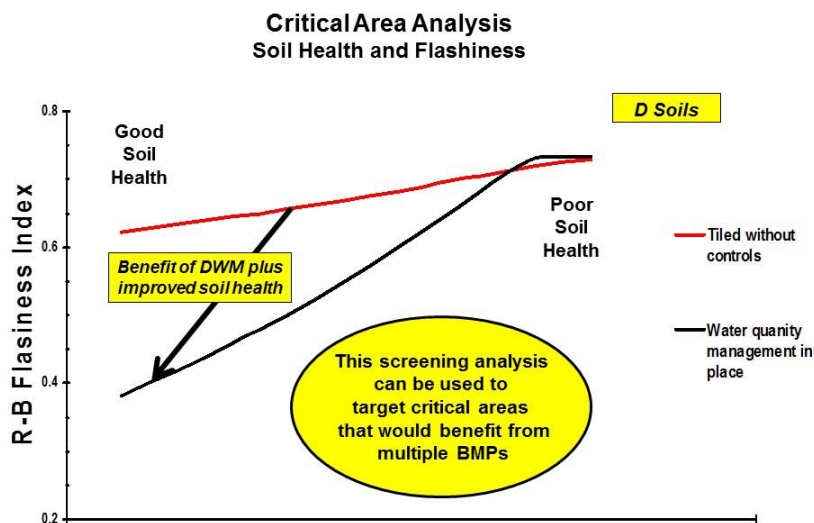 Critical Area Analysis
Soil Health and Flashiness
D Soils
0.8
0.6
0.4
0.2
R-B Flasiness Index
Good
Soil
Health
Poor
Soil
Health
Benefit of DWM plus
improved soil health
This screening analysis
can be used to
target critical areas
that would benefit from
multiple BMPs
Tiled without
controls
Water quanity
management in
place